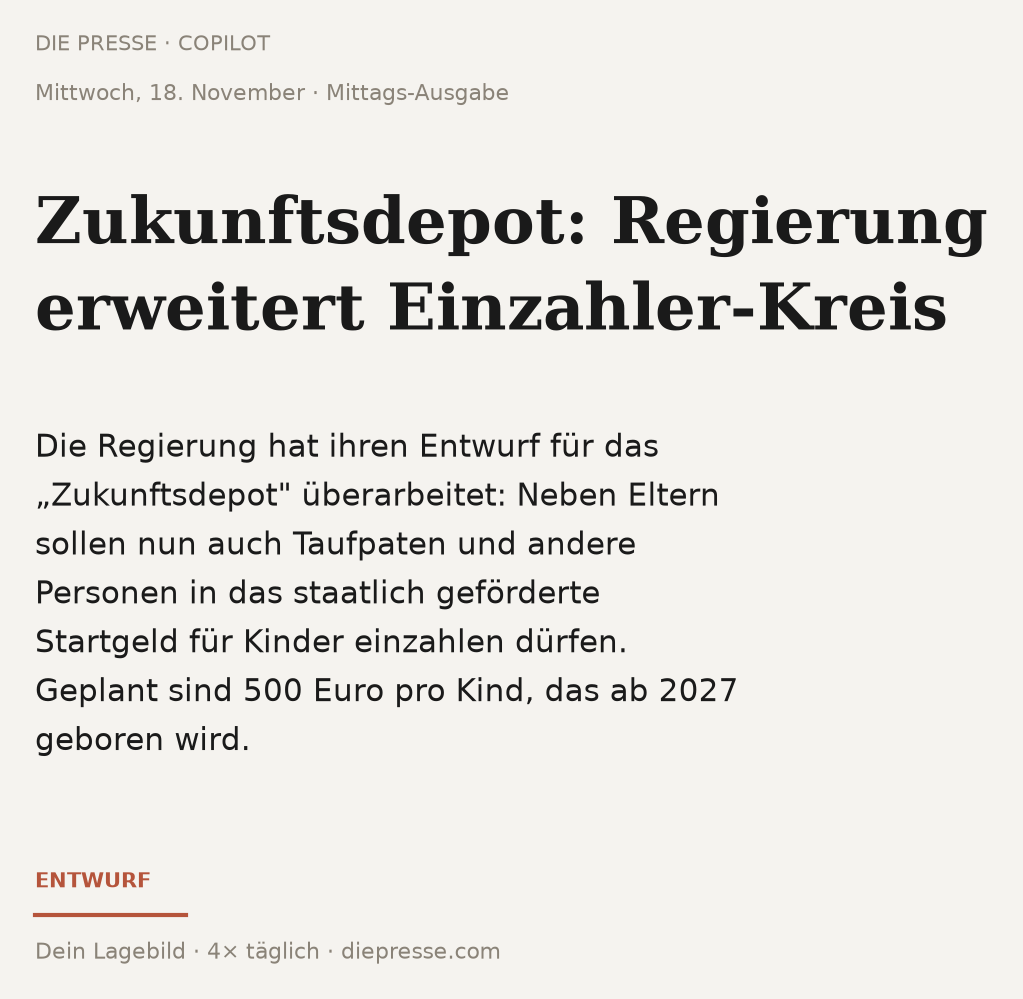 DIE PRESSE · COPILOT
Mittwoch, 18. November · Mittags-Ausgabe
Zukunftsdepot: Regierung
erweitert Einzahler-Kreis
Die Regierung hat ihren Entwurf für das
„Zukunftsdepot" überarbeitet: Neben Eltern
sollen nun auch Taufpaten und andere
Personen in das staatlich geförderte
Startgeld für Kinder einzahlen dürfen.
Geplant sind 500 Euro pro Kind, das ab 2027
geboren wird.
ENTWURF
Dein Lagebild · 4× täglich · diepresse.com